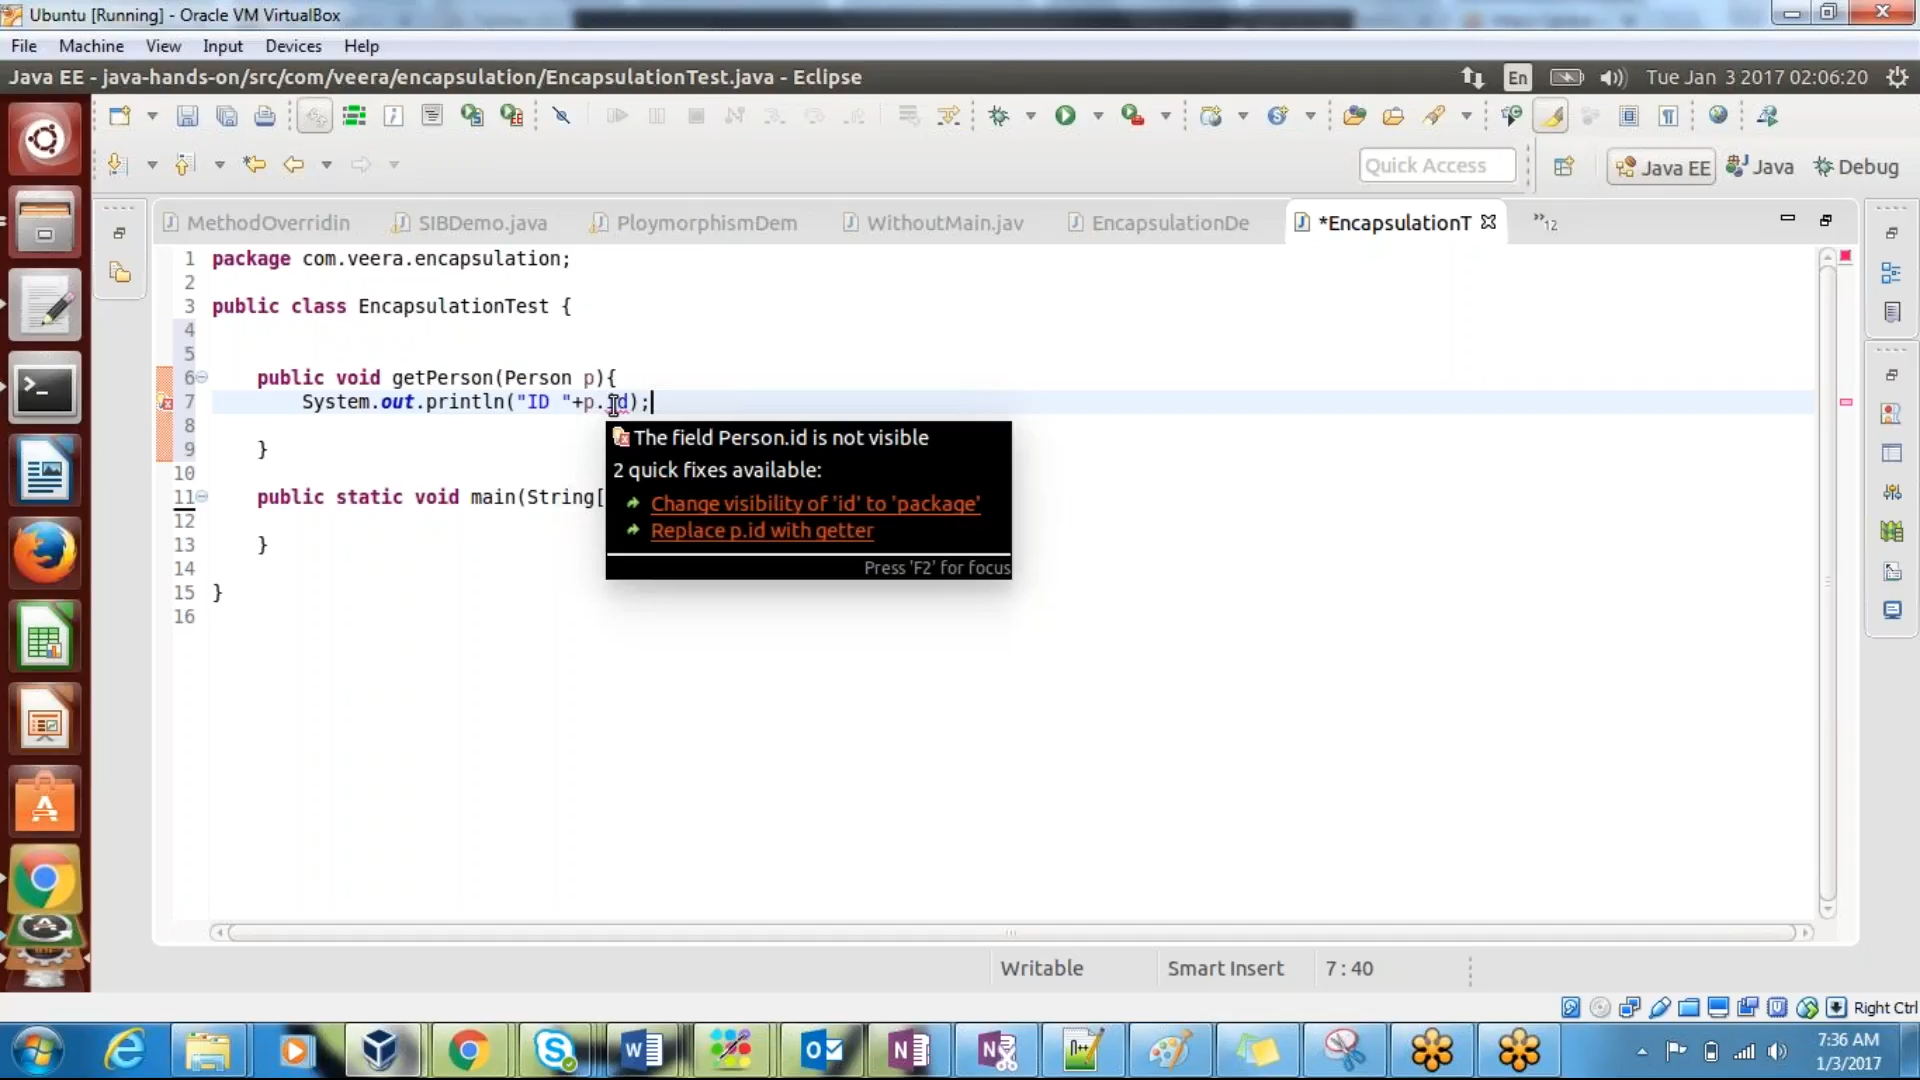 Ubuntu [Running] - Oracle VM VirtualBox
File Machine View Input Devices Help
Java EE - java-hands-on/src/com/veera/encapsulation/EncapsulationTest.java - Eclipse
En
Tue Jan 3 2017 02:06:20
Quick Access
Java EE
Java
Debug
MethodOverridin
SIBDemo.java
PloymorphismDem
WithoutMain.jav
EncapsulationDe
*EncapsulationT
»12
1 package com.veera.encapsulation;
2
3 public class EncapsulationTest {
4
5
6 public void getPerson(Person p){
7 System.out.println("ID "+p.id);
8
9 }
10
11 public static void main(String[
12
13 }
14
15 }
16
The field Person.id is not visible
2 quick fixes available:
Change visibility of 'id' to 'package'
Replace p.id with getter
Press 'F2' for focus
Writable
Smart Insert
7 : 40
Right Ctrl
7:36 AM
1/3/2017